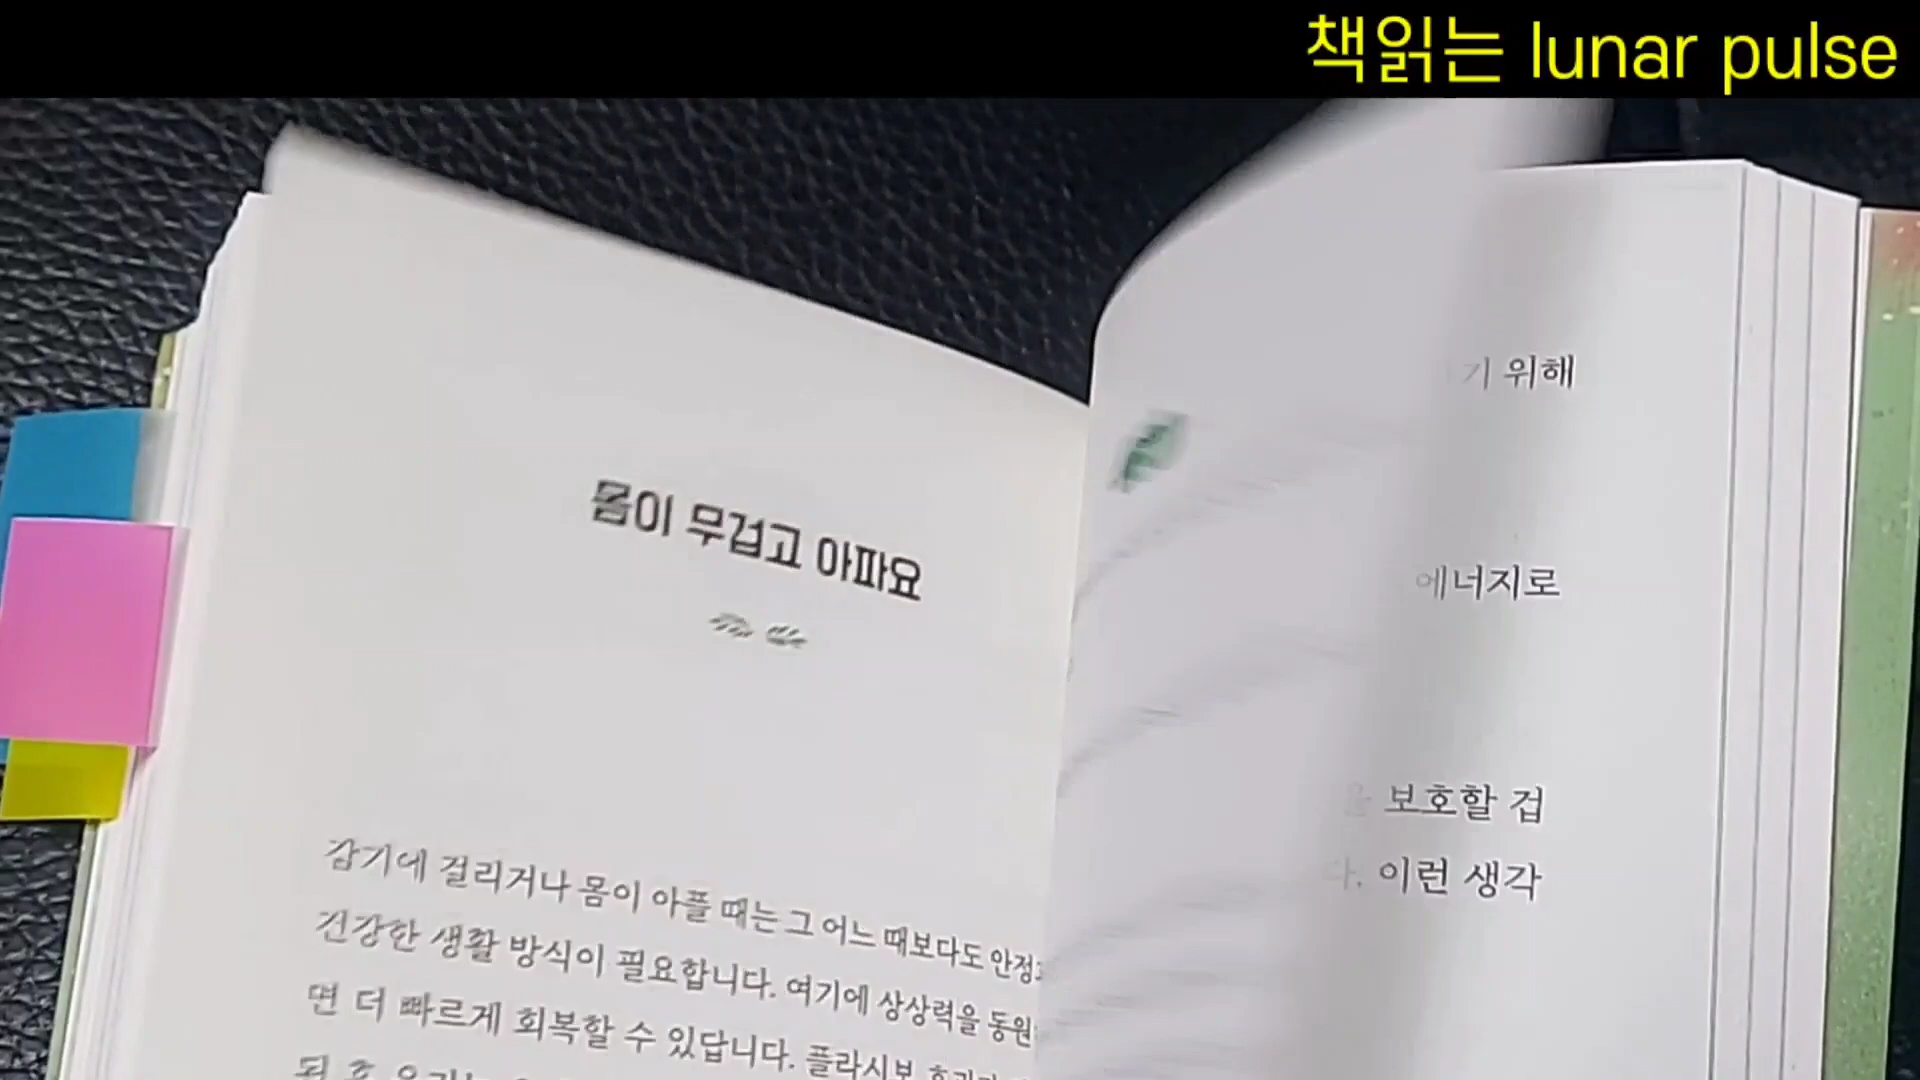 책읽는 lunar pulse
몸이 무겁고 아파요
감기에 걸리거나 몸이 아플 때는 그 어느 때보다도
건강한 생활 방식이 필요합니다. 여기에 상상력을
면 더 빠르게 회복할 수 있답니다. 플라시보
기 위해
에너지로
보호할 겁
이런 생각